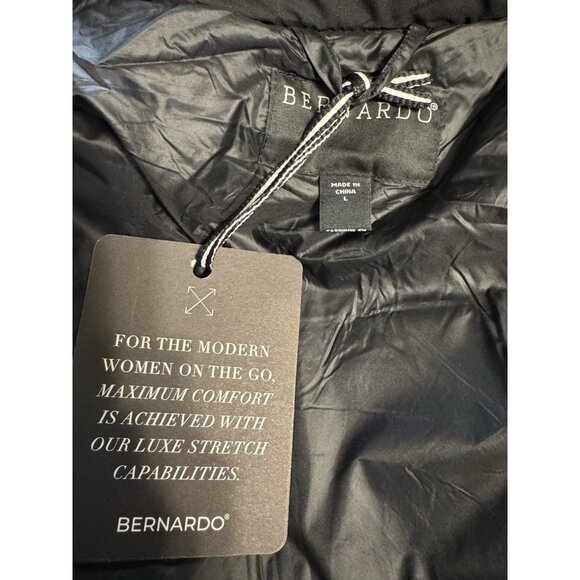 BERNARDO®
MADE IN
CHINA
L
FOR THE MODERN
WOMEN ON THE GO,
MAXIMUM COMFORT
IS ACHIEVED WITH
OUR LUXE STRETCH
CAPABILITIES.
BERNARDO®